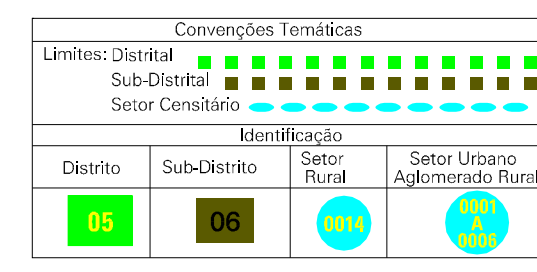 Convenções Temáticas
Limites: Distrital
Sub-Distrital
Setor Censitário
Identificação
Distrito
Sub-Distrito
Setor
Rural
Setor Urbano
Aglomerado Rural
05
06
0014
0001
A
0006